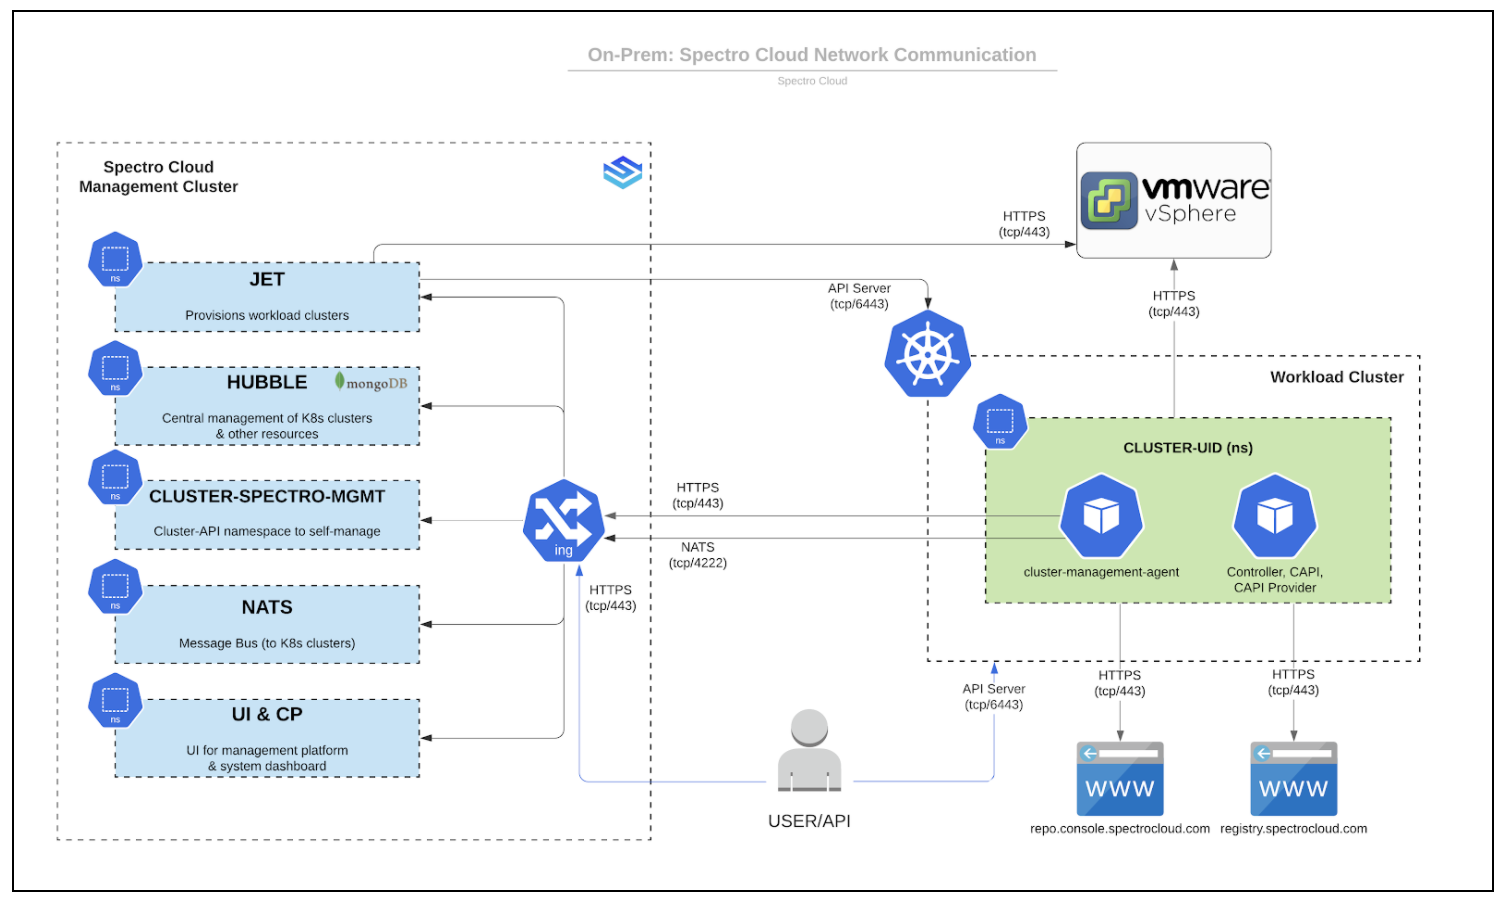 On-Prem: Spectro Cloud Network Communication
Spectro Cloud
Spectro Cloud
Management Cluster
ns
JET
Provisions workload clusters
ns
HUBBLE
mongoDB
Central management of K8s clusters
& other resources
ns
CLUSTER-SPECTRO-MGMT
Cluster-API namespace to self-manage
ns
NATS
Message Bus (to K8s clusters)
ns
UI & CP
UI for management platform
& system dashboard
ing
HTTPS
(tcp/443)
vmware
vSphere
API Server
(tcp/6443)
HTTPS
(tcp/443)
Workload Cluster
ns
CLUSTER-UID (ns)
cluster-management-agent
Controller, CAPI,
CAPI Provider
HTTPS
(tcp/443)
NATS
(tcp/4222)
HTTPS
(tcp/443)
USER/API
API Server
(tcp/6443)
HTTPS
(tcp/443)
HTTPS
(tcp/443)
www
www
repo.console.spectrocloud.com
registry.spectrocloud.com